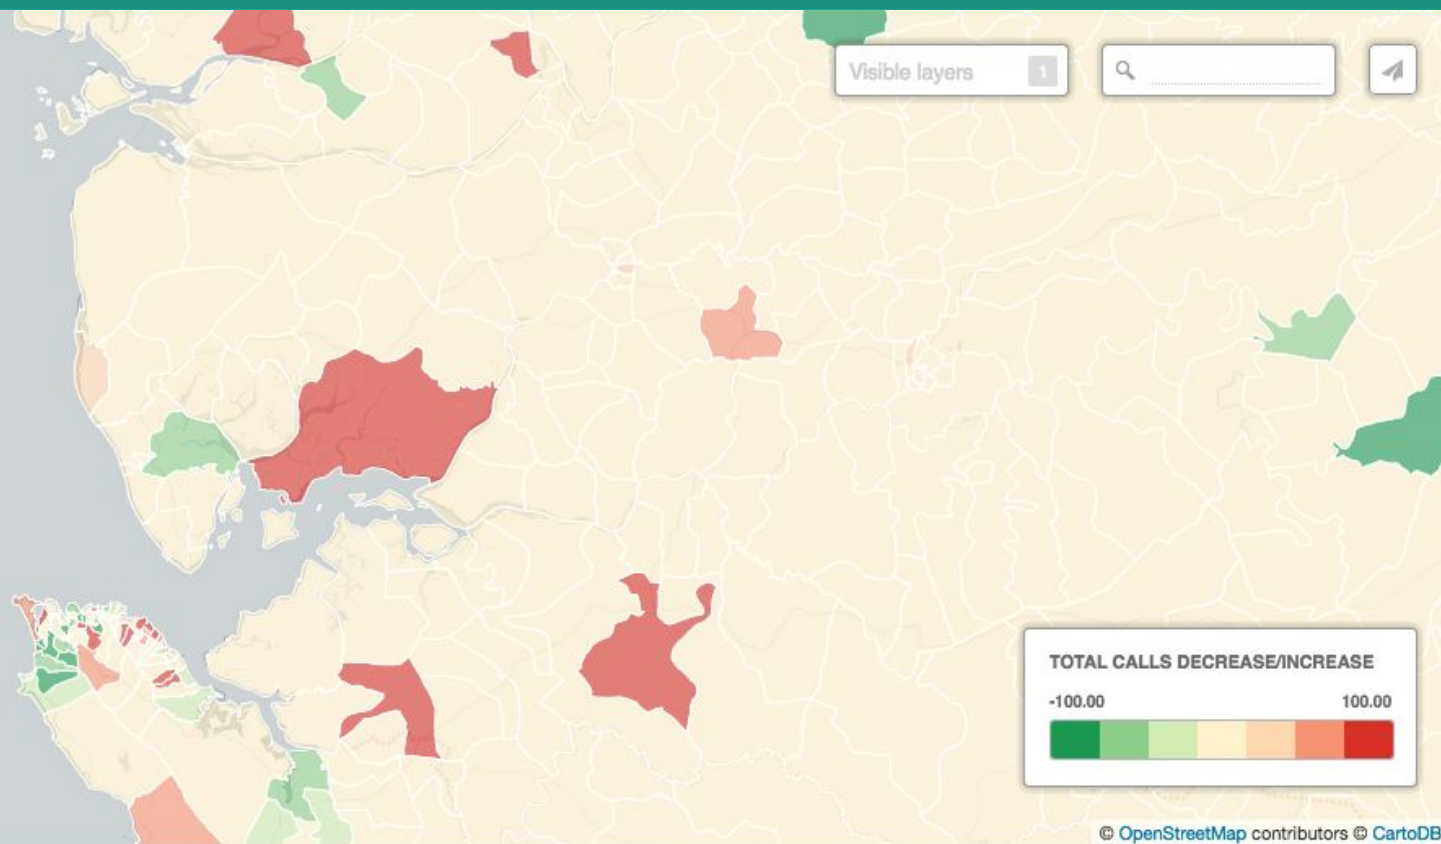 Visible layers 1
TOTAL CALLS DECREASE/INCREASE
-100.00 100.00
© OpenStreetMap contributors © CartoDB